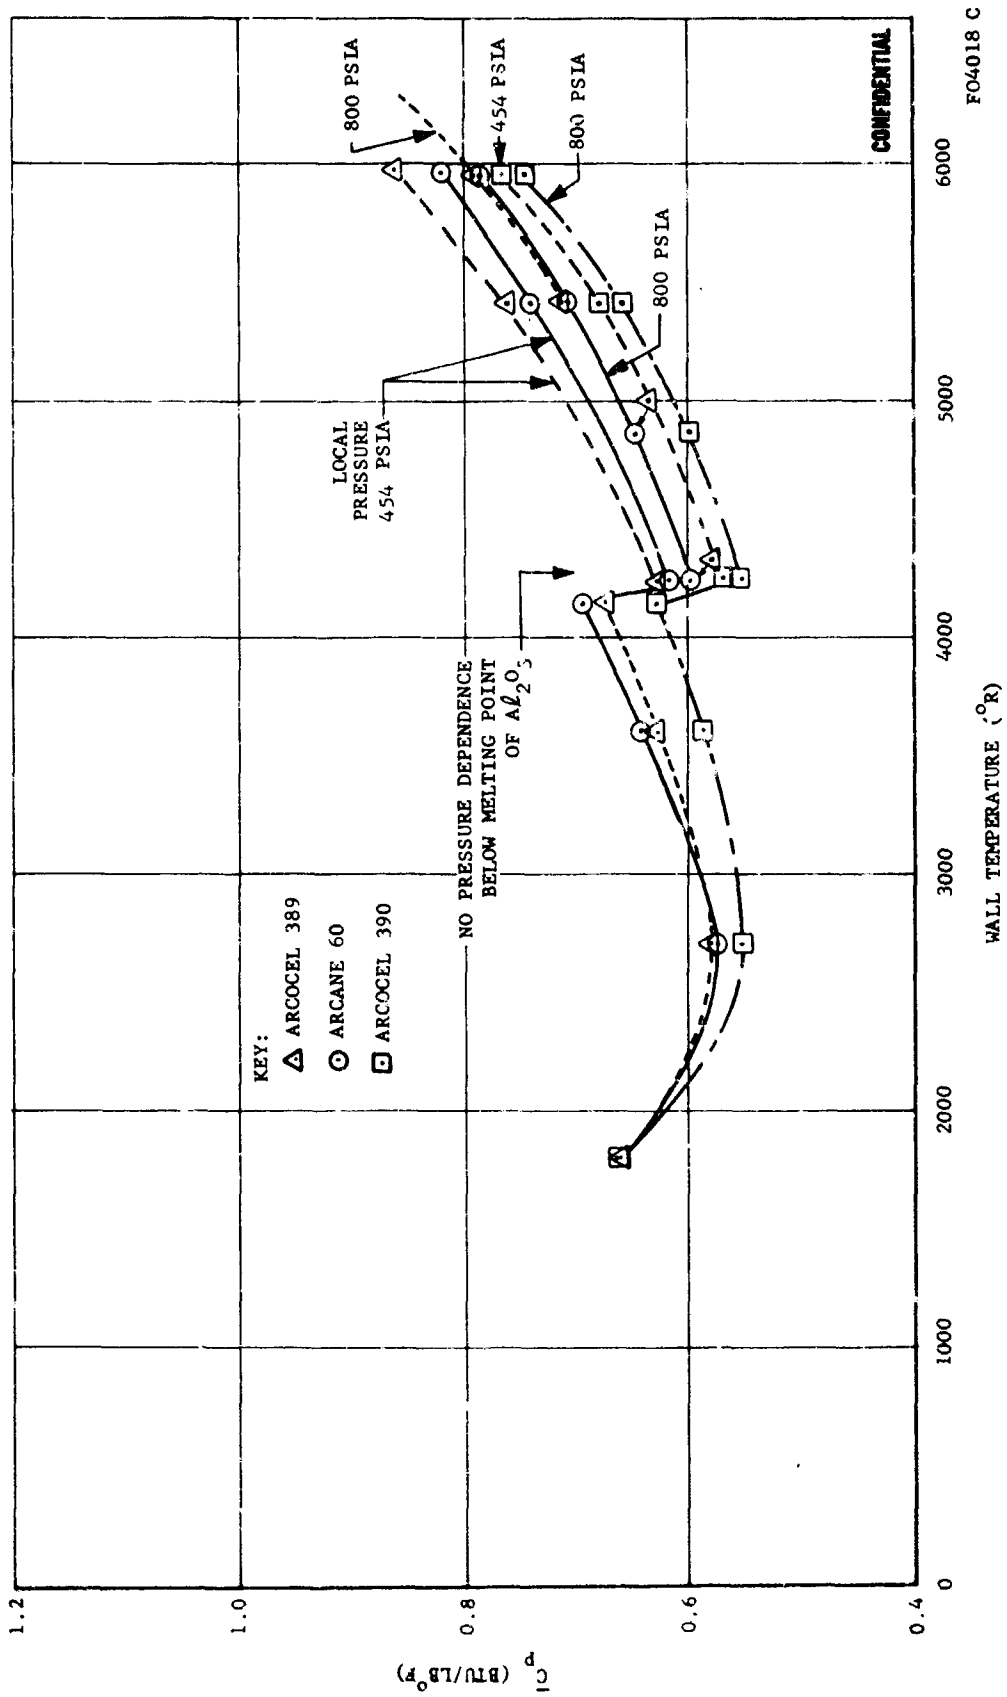 1.2
1.0
0.8
0.6
0.4
C̄p (BTU/LB°F)
0
1000
2000
3000
4000
5000
6000
WALL TEMPERATURE (°R)
KEY:
△ ARCOCEL 389
⊙ ARCANE 60
⊡ ARCOCEL 390
NO PRESSURE DEPENDENCE
BELOW MELTING POINT
OF Aℓ2O3
LOCAL
PRESSURE
454 PSIA
800 PSIA
454 PSIA
800 PSIA
800 PSIA
CONFIDENTIAL
F04018 C